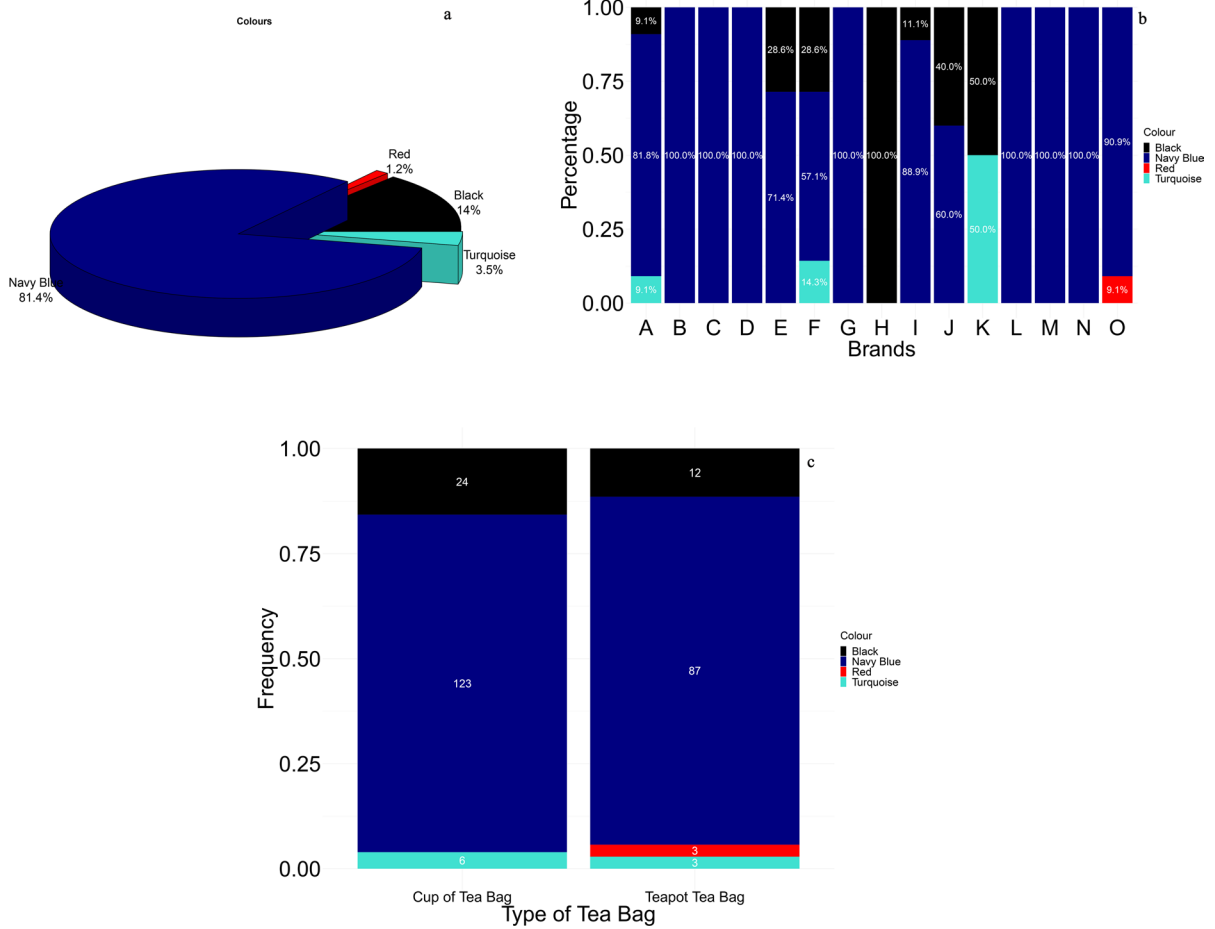 Colours
a
Red
1.2%
Black
14%
Turquoise
3.5%
Navy Blue
81.4%
b
Percentage
1.00
0.75
0.50
0.25
0.00
9.1%
81.8%
9.1%
100.0%
100.0%
100.0%
28.6%
71.4%
28.6%
57.1%
14.3%
100.0%
100.0%
11.1%
88.9%
40.0%
60.0%
50.0%
50.0%
100.0%
100.0%
100.0%
90.9%
9.1%
A B C D E F G H I J K L M N O
Brands
Colour
Black
Navy Blue
Red
Turquoise
c
Frequency
1.00
0.75
0.50
0.25
0.00
24
123
6
12
87
3
3
Cup of Tea Bag Teapot Tea Bag
Type of Tea Bag
Colour
Black
Navy Blue
Red
Turquoise